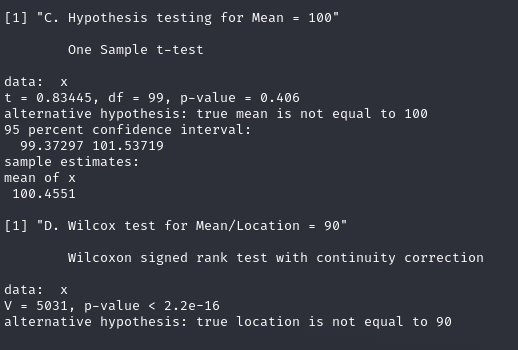 [1] "C. Hypothesis testing for Mean = 100"
One Sample t-test
data:  x
t = 0.83445, df = 99, p-value = 0.406
alternative hypothesis: true mean is not equal to 100
95 percent confidence interval:
99.37297 101.53719
sample estimates:
mean of x
100.4551
[1] "D. Wilcox test for Mean/Location = 90"
Wilcoxon signed rank test with continuity correction
data:  x
V = 5031, p-value < 2.2e-16
alternative hypothesis: true location is not equal to 90